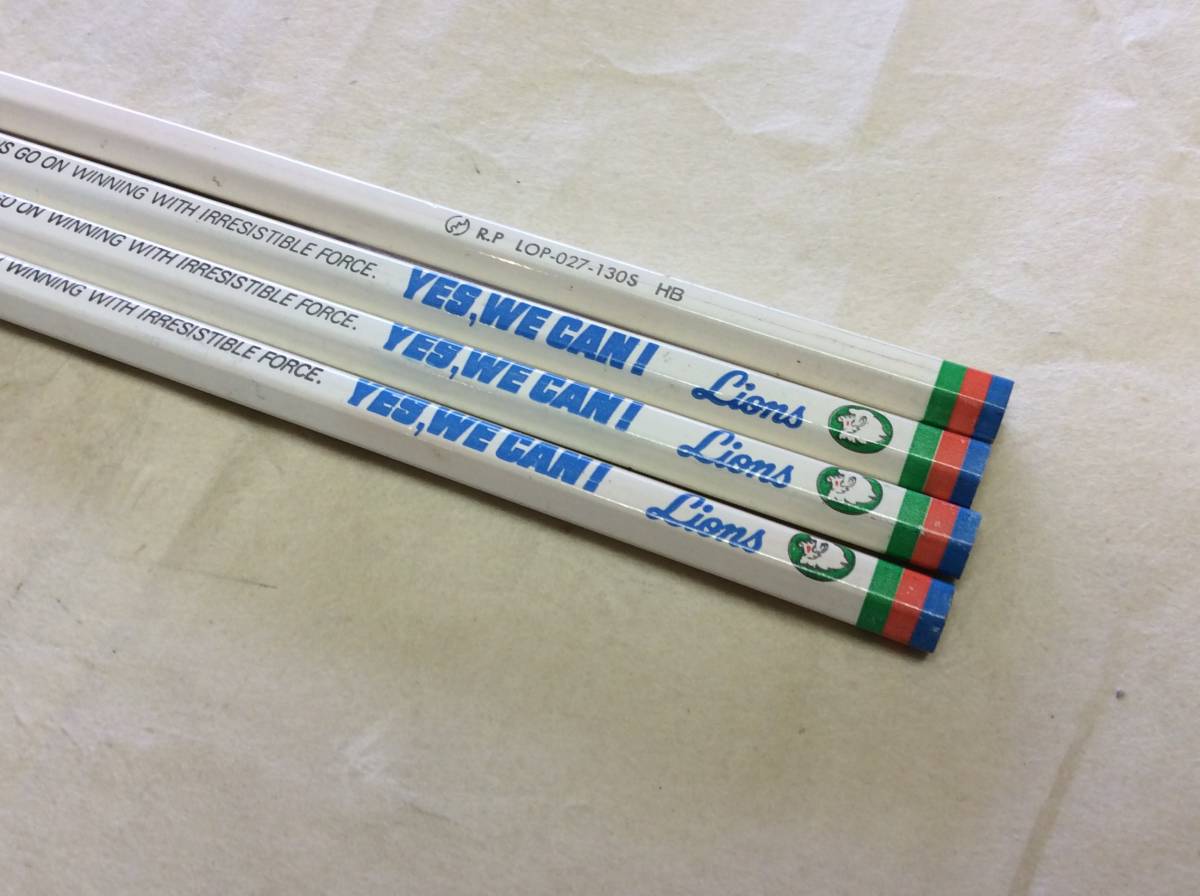 R.P LOP-027-130S HB
GO ON WINNING WITH IRRESISTIBLE FORCE. YES,WE CAN! Lions
ON WINNING WITH IRRESISTIBLE FORCE. YES,WE CAN! Lions
WINNING WITH IRRESISTIBLE FORCE. YES,WE CAN! Lions